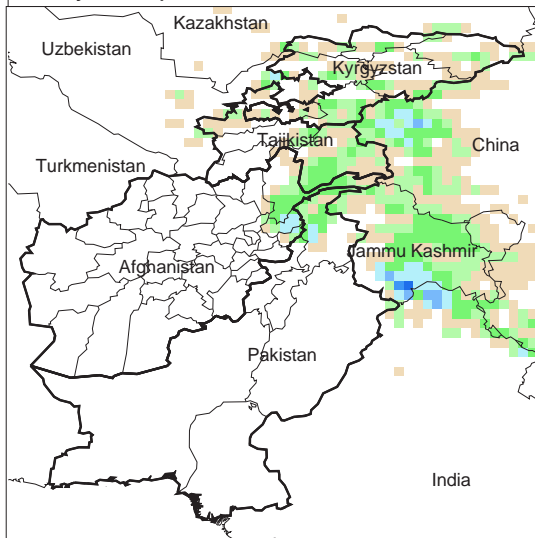 Kazakhstan
Uzbekistan
Kyrgyzstan
Tajikistan
China
Turkmenistan
Jammu Kashmir
Afghanistan
Pakistan
India